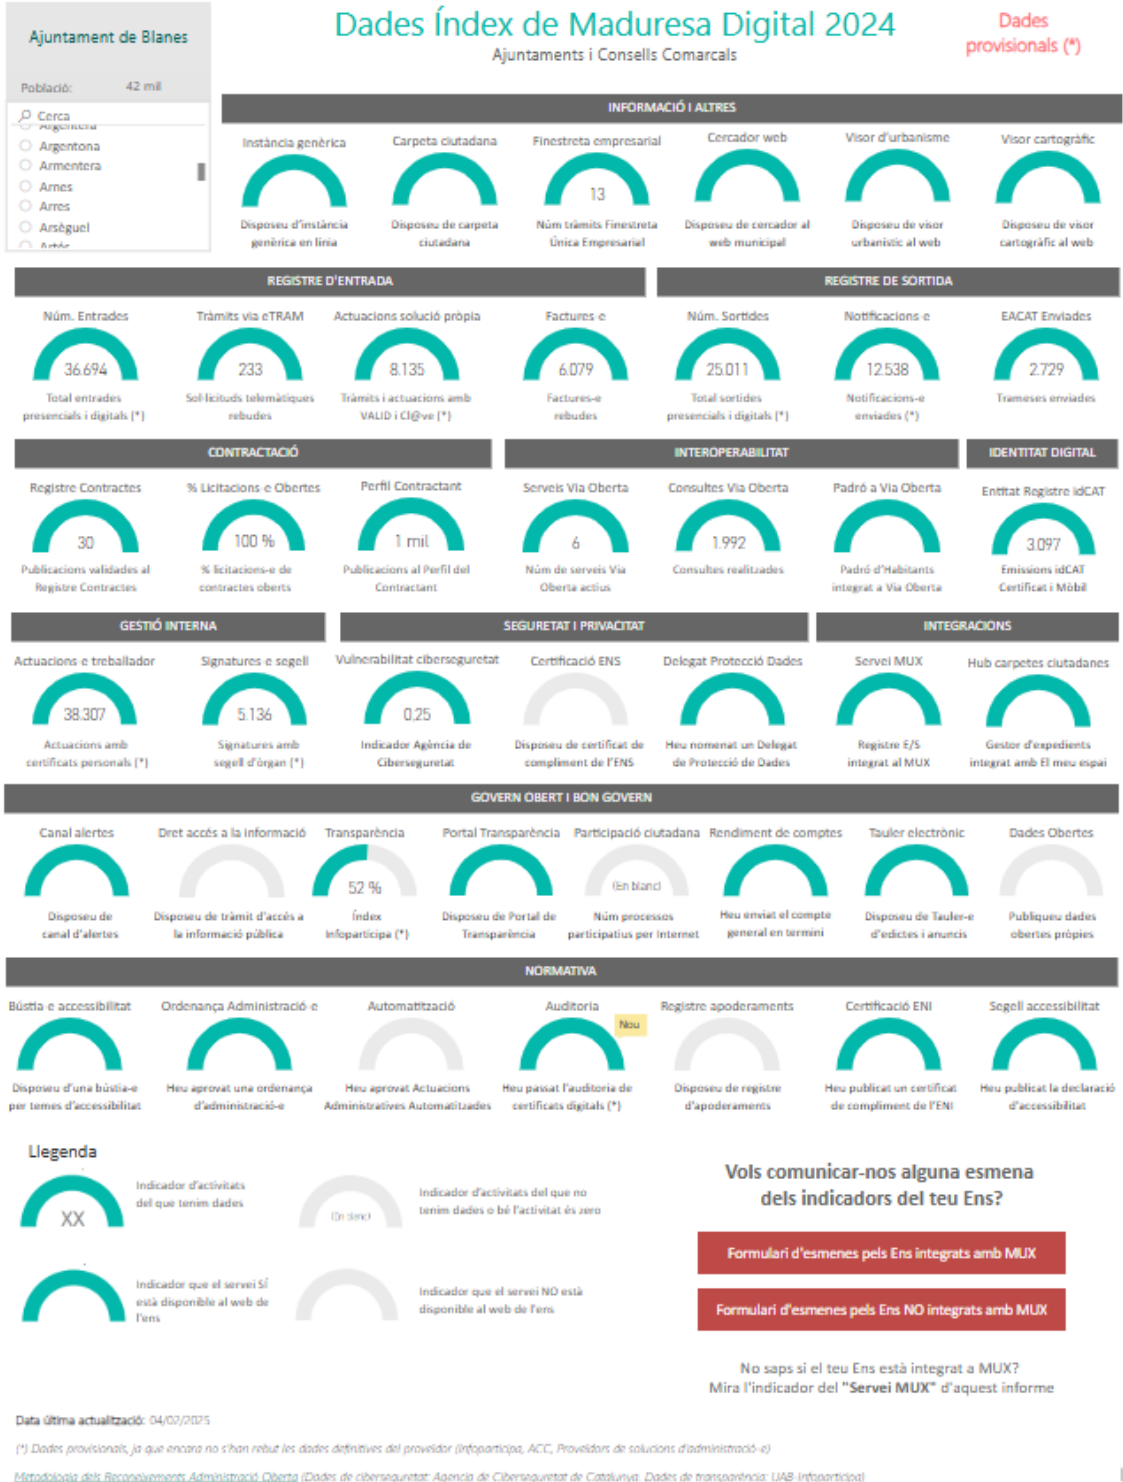 Ajuntament de Blanes
Població: 42 mil
Cerca
Argentera
Argentona
Armentera
Arnes
Arres
Arsèguel
Artés
Dades Índex de Maduresa Digital 2024
Ajuntaments i Consells Comarcals
Dades
provisionals (*)
INFORMACIÓ I ALTRES
Instància genèrica
Disposeu d'instància
genèrica en línia
Carpeta ciutadana
Disposeu de carpeta
ciutadana
Finestreta empresarial
13
Núm tràmits Finestreta
Única Empresarial
Cercador web
Disposeu de cercador al
web municipal
Visor d'urbanisme
Disposeu de visor
urbanístic al web
Visor cartogràfic
Disposeu de visor
cartogràfic al web
REGISTRE D'ENTRADA
Núm. Entrades
36.694
Total entrades
presencials i digitals (*)
Tràmits via eTRAM
233
Sol·licituds telemàtiques
rebudes
Actuacions solució pròpia
8.135
Tràmits i actuacions amb
VALID i Cl@ve (*)
Factures-e
6.079
Factures-e
rebudes
REGISTRE DE SORTIDA
Núm. Sortides
25.011
Total sortides
presencials i digitals (*)
Notificacions-e
12.538
Notificacions-e
enviades (*)
EACAT Enviades
2.729
Trameses enviades
CONTRACTACIÓ
Registre Contractes
30
Publicacions validades al
Registre Contractes
% Licitacions-e Obertes
100 %
% licitacions-e de
contractes oberts
Perfil Contractant
1 mil
Publicacions al Perfil del
Contractant
INTEROPERABILITAT
Serveis Via Oberta
6
Núm de serveis Via
Oberta actius
Consultes Via Oberta
1.992
Consultes realitzades
Padró a Via Oberta
Padró d'Habitants
integrat a Via Oberta
IDENTITAT DIGITAL
Entitat Registre idCAT
3.097
Emissions idCAT
Certificat i Mòbil
GESTIÓ INTERNA
Actuacions-e treballador
38.307
Actuacions amb
certificats personals (*)
Signatures-e segell
5.136
Signatures amb
segell d'òrgan (*)
SEGURETAT I PRIVACITAT
Vulnerabilitat ciberseguretat
0,25
Indicador Agència de
Ciberseguretat
Certificació ENS
Disposeu de certificat de
compliment de l'ENS
Delegat Protecció Dades
Heu nomenat un Delegat
de Protecció de Dades
INTEGRACIONS
Servei MUX
Registre E/S
integrat al MUX
Hub carpetes ciutadanes
Gestor d'expedients
integrat amb El meu espai
GOVERN OBERT I BON GOVERN
Canal alertes
Disposeu de
canal d'alertes
Dret accés a la informació
Disposeu de tràmit d'accés a
la informació pública
Transparència
52 %
Índex
Infoparticipa (*)
Portal Transparència
Disposeu de Portal de
Transparència
Participació ciutadana
(En blanc)
Núm processos
participatius per Internet
Rendiment de comptes
Heu enviat el compte
general en termini
Tauler electrònic
Disposeu de Tauler-e
d'edictes i anuncis
Dades Obertes
Publiqueu dades
obertes pròpies
NORMATIVA
Bústia-e accessibilitat
Disposeu d'una bústia-e
per temes d'accessibilitat
Ordenança Administració-e
Heu aprovat una ordenança
d'administració-e
Automatització
Heu aprovat Actuacions
Administratives Automatitzades
Auditoria
Nou
Heu passat l'auditoria de
certificats digitals (*)
Registre apoderaments
Disposeu de registre
d'apoderaments
Certificació ENI
Heu publicat un certificat
de compliment de l'ENI
Segell accessibilitat
Heu publicat la declaració
d'accessibilitat
Llegenda
XX
Indicador d'activitats
del que tenim dades
(En blanc)
Indicador d'activitats del que no
tenim dades o bé l'activitat és zero
Indicador que el servei SÍ
està disponible al web de
l'ens
Indicador que el servei NO està
disponible al web de l'ens
Vols comunicar-nos alguna esmena
dels indicadors del teu Ens?
Formulari d'esmenes pels Ens integrats amb MUX
Formulari d'esmenes pels Ens NO integrats amb MUX
No saps si el teu Ens està integrat a MUX?
Mira l'indicador del "Servei MUX" d'aquest informe
Data última actualització: 04/02/2025
(*) Dades provisionals, ja que encara no s'han rebut les dades definitives del proveïdor (Infoparticipa, ACC, Proveïdors de solucions d'administració-e)
Metodologia dels Reconeixements Administració Oberta (Dades de ciberseguretat: Agencia de Ciberseguretat de Catalunya. Dades de transparència: UAB-Infoparticipa)